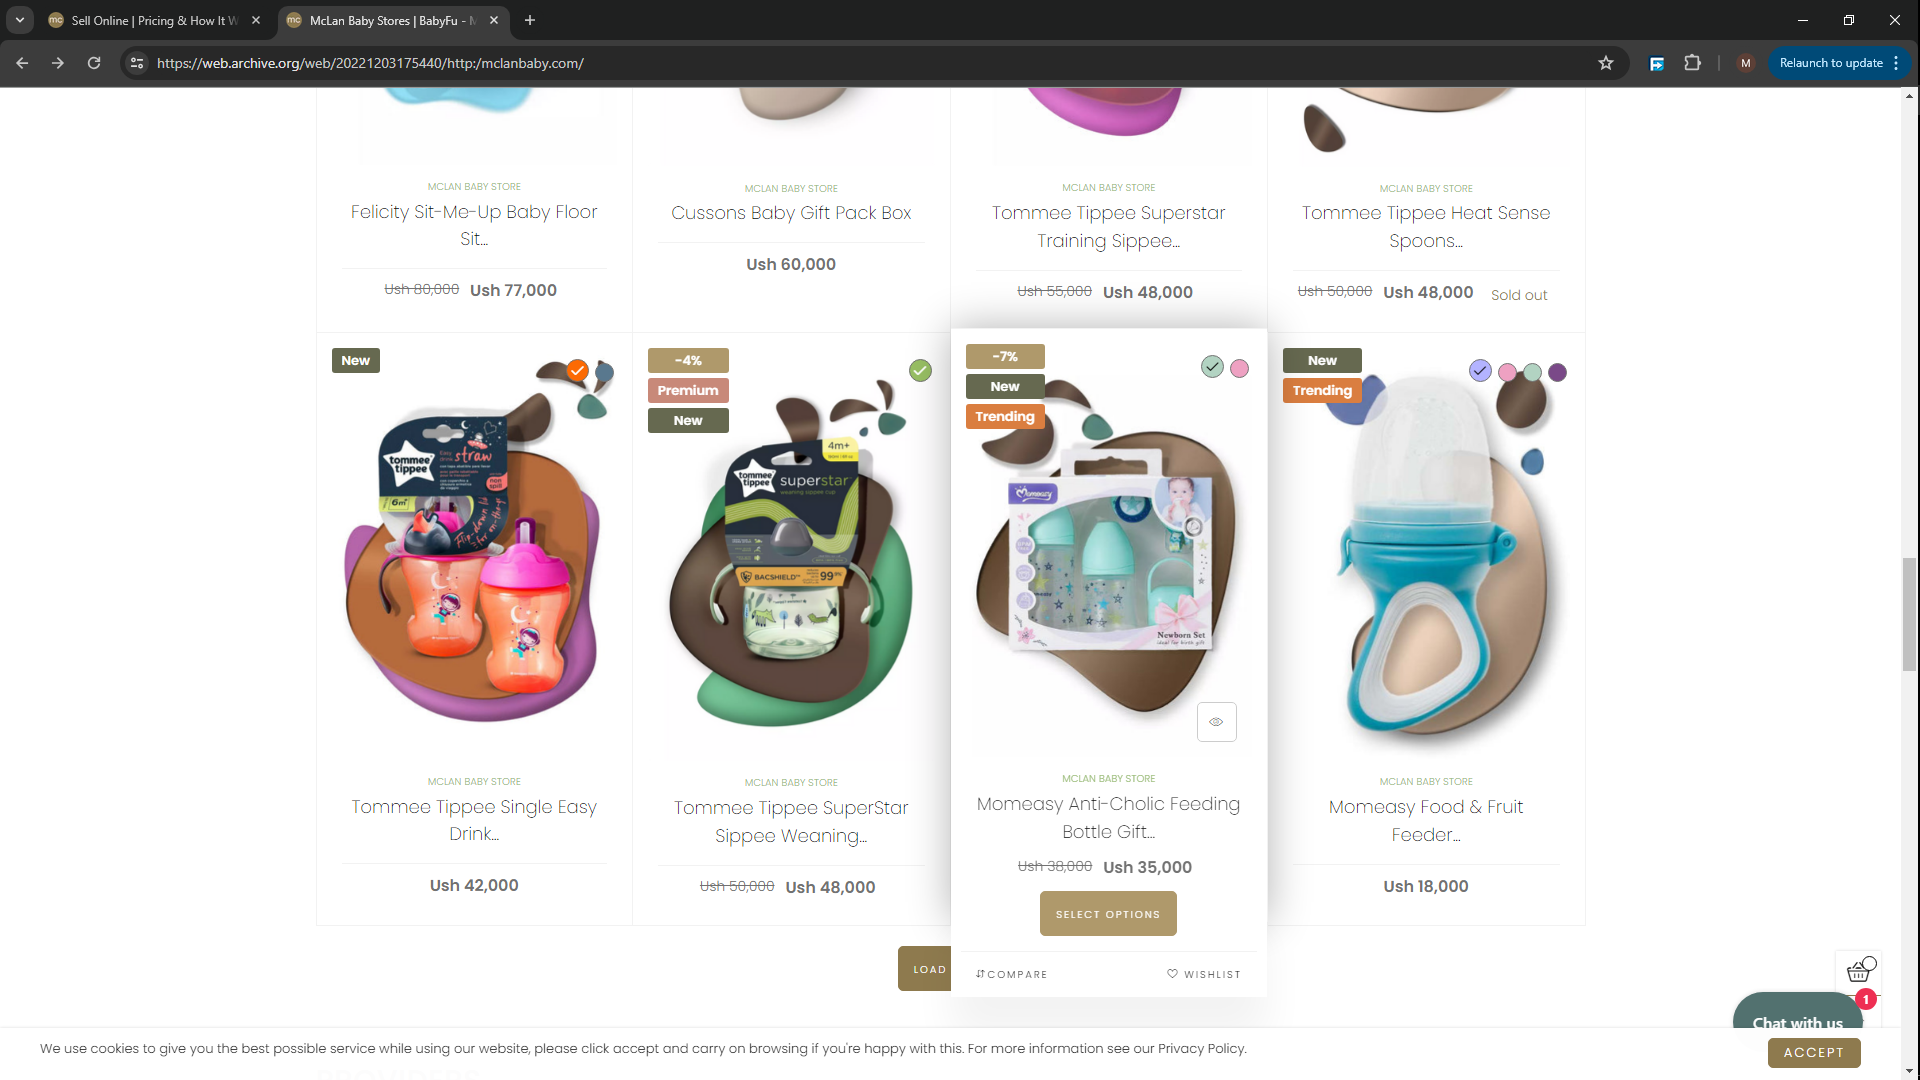 Sell Online | Pricing & How It W
McLan Baby Stores | BabyFu - M
https://web.archive.org/web/20221203175440/http:/mclanbaby.com/
M
Relaunch to update
MCLAN BABY STORE
Felicity Sit-Me-Up Baby Floor
Sit...
Ush 80,000 Ush 77,000
MCLAN BABY STORE
Cussons Baby Gift Pack Box
Ush 60,000
MCLAN BABY STORE
Tommee Tippee Superstar
Training Sippee...
Ush 55,000 Ush 48,000
MCLAN BABY STORE
Tommee Tippee Heat Sense
Spoons...
Ush 50,000 Ush 48,000 Sold out
New
tommee
tippee
straw
non
spill
6m+
MCLAN BABY STORE
Tommee Tippee Single Easy
Drink...
Ush 42,000
-4%
Premium
New
4m+
tommee
tippee
superstar
weaning sippee cup
BACSHIELD™ 99%
MCLAN BABY STORE
Tommee Tippee SuperStar
Sippee Weaning...
Ush 50,000 Ush 48,000
-7%
New
Trending
Momeasy
Newborn Set
ideal for birth gift
MCLAN BABY STORE
Momeasy Anti-Cholic Feeding
Bottle Gift...
Ush 38,000 Ush 35,000
SELECT OPTIONS
COMPARE
WISHLIST
New
Trending
MCLAN BABY STORE
Momeasy Food & Fruit
Feeder...
Ush 18,000
LOAD
1
Chat with us
We use cookies to give you the best possible service while using our website, please click accept and carry on browsing if you're happy with this. For more information see our Privacy Policy.
ACCEPT